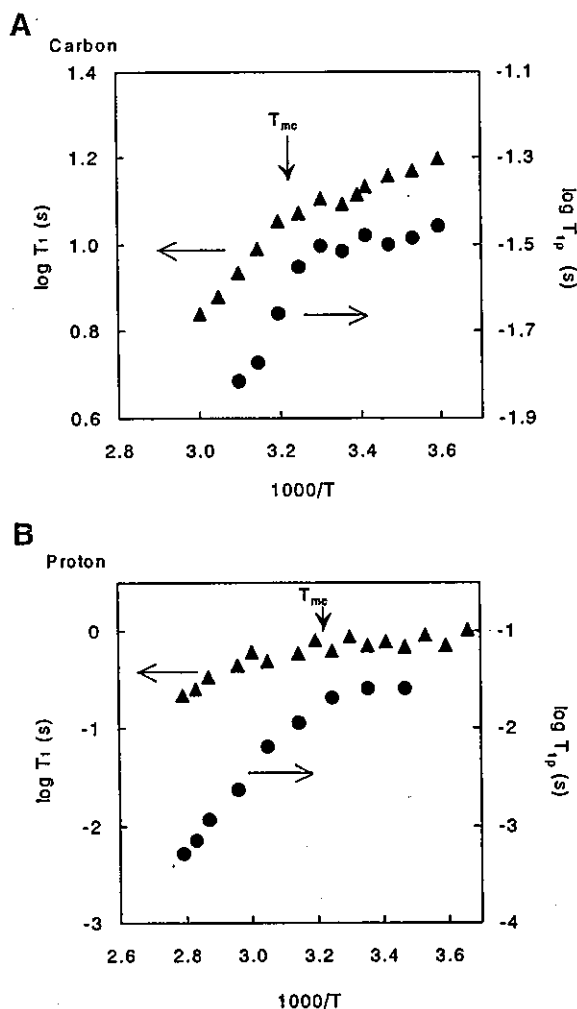 A
Carbon
1.4
1.2
1.0
0.8
0.6
log T1 (s)
-1.1
-1.3
-1.5
-1.7
-1.9
log T1ρ (s)
Tmc
2.8 3.0 3.2 3.4 3.6
1000/T
B
Proton
0
-1
-2
-3
log T1 (s)
-1
-2
-3
-4
log T1ρ (s)
Tmc
2.6 2.8 3.0 3.2 3.4 3.6
1000/T